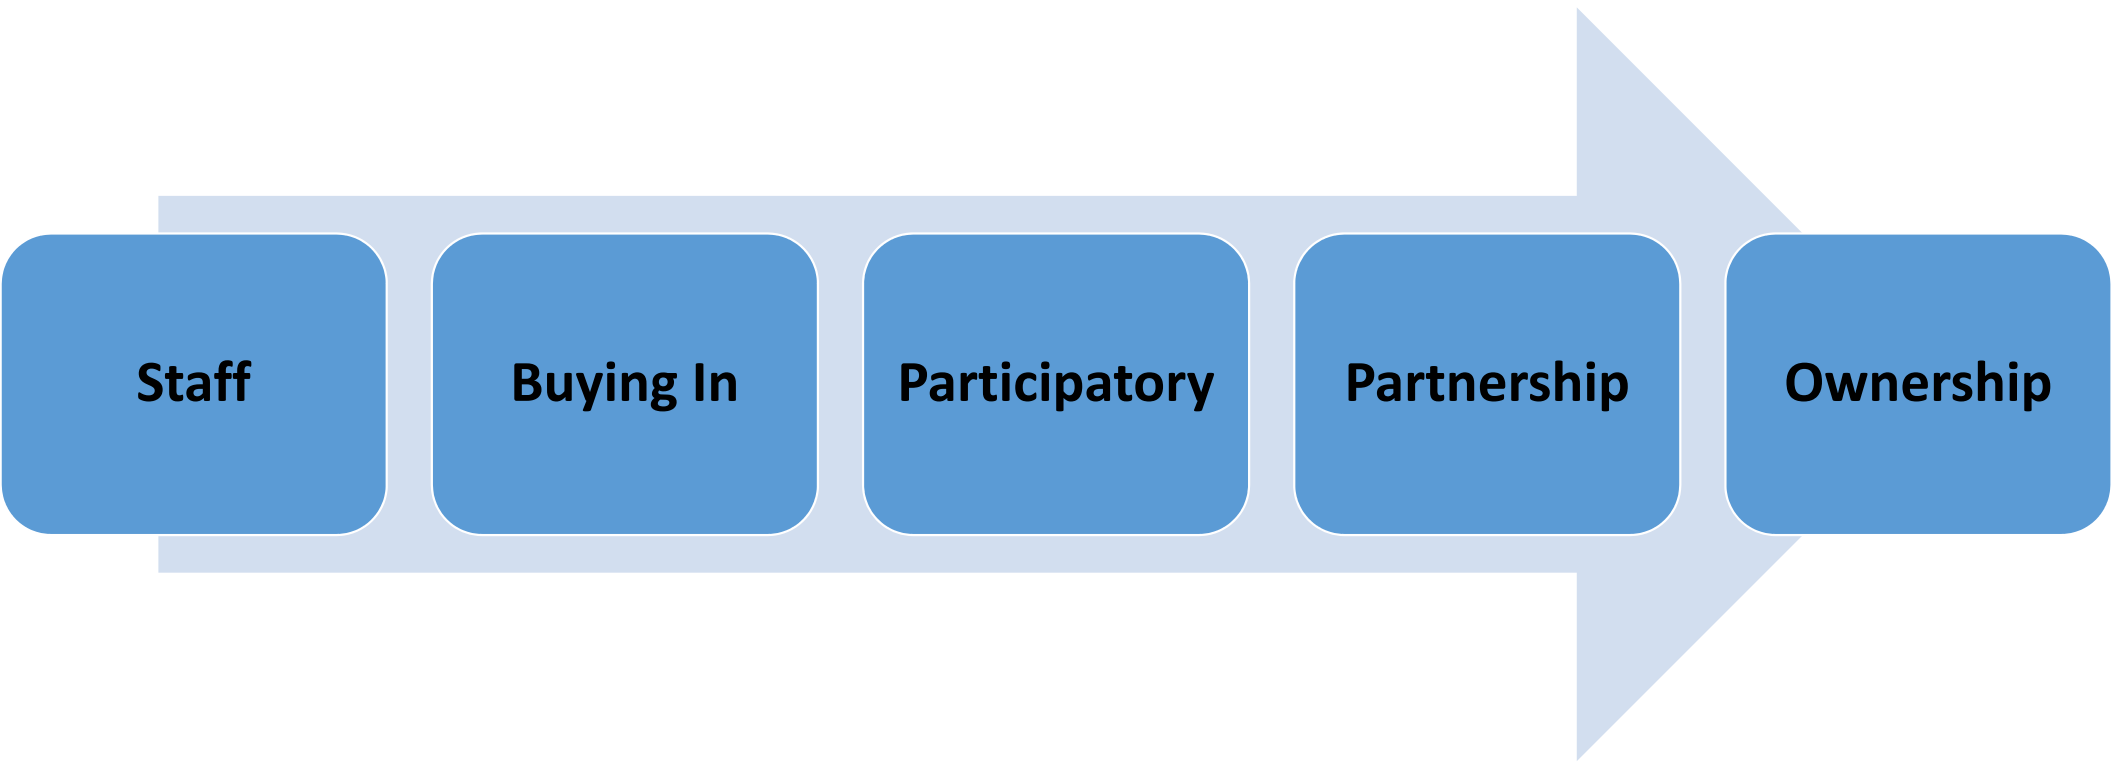 Staff
Buying In
Participatory
Partnership
Ownership